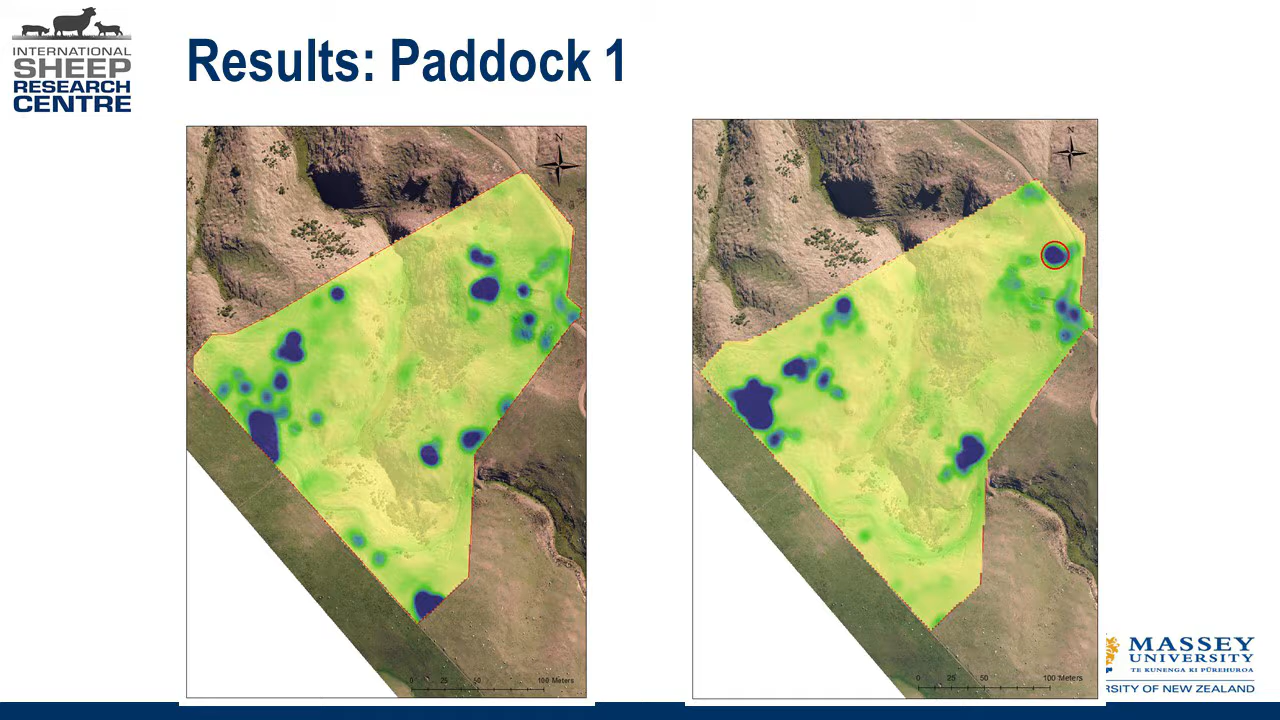 INTERNATIONAL
SHEEP
RESEARCH
CENTRE
Results: Paddock 1
N
0 25 50 100 Meters
N
0 25 50 100 Meters
MASSEY
UNIVERSITY
TE KUNENGA KI PŪREHUROA
RSITY OF NEW ZEALAND